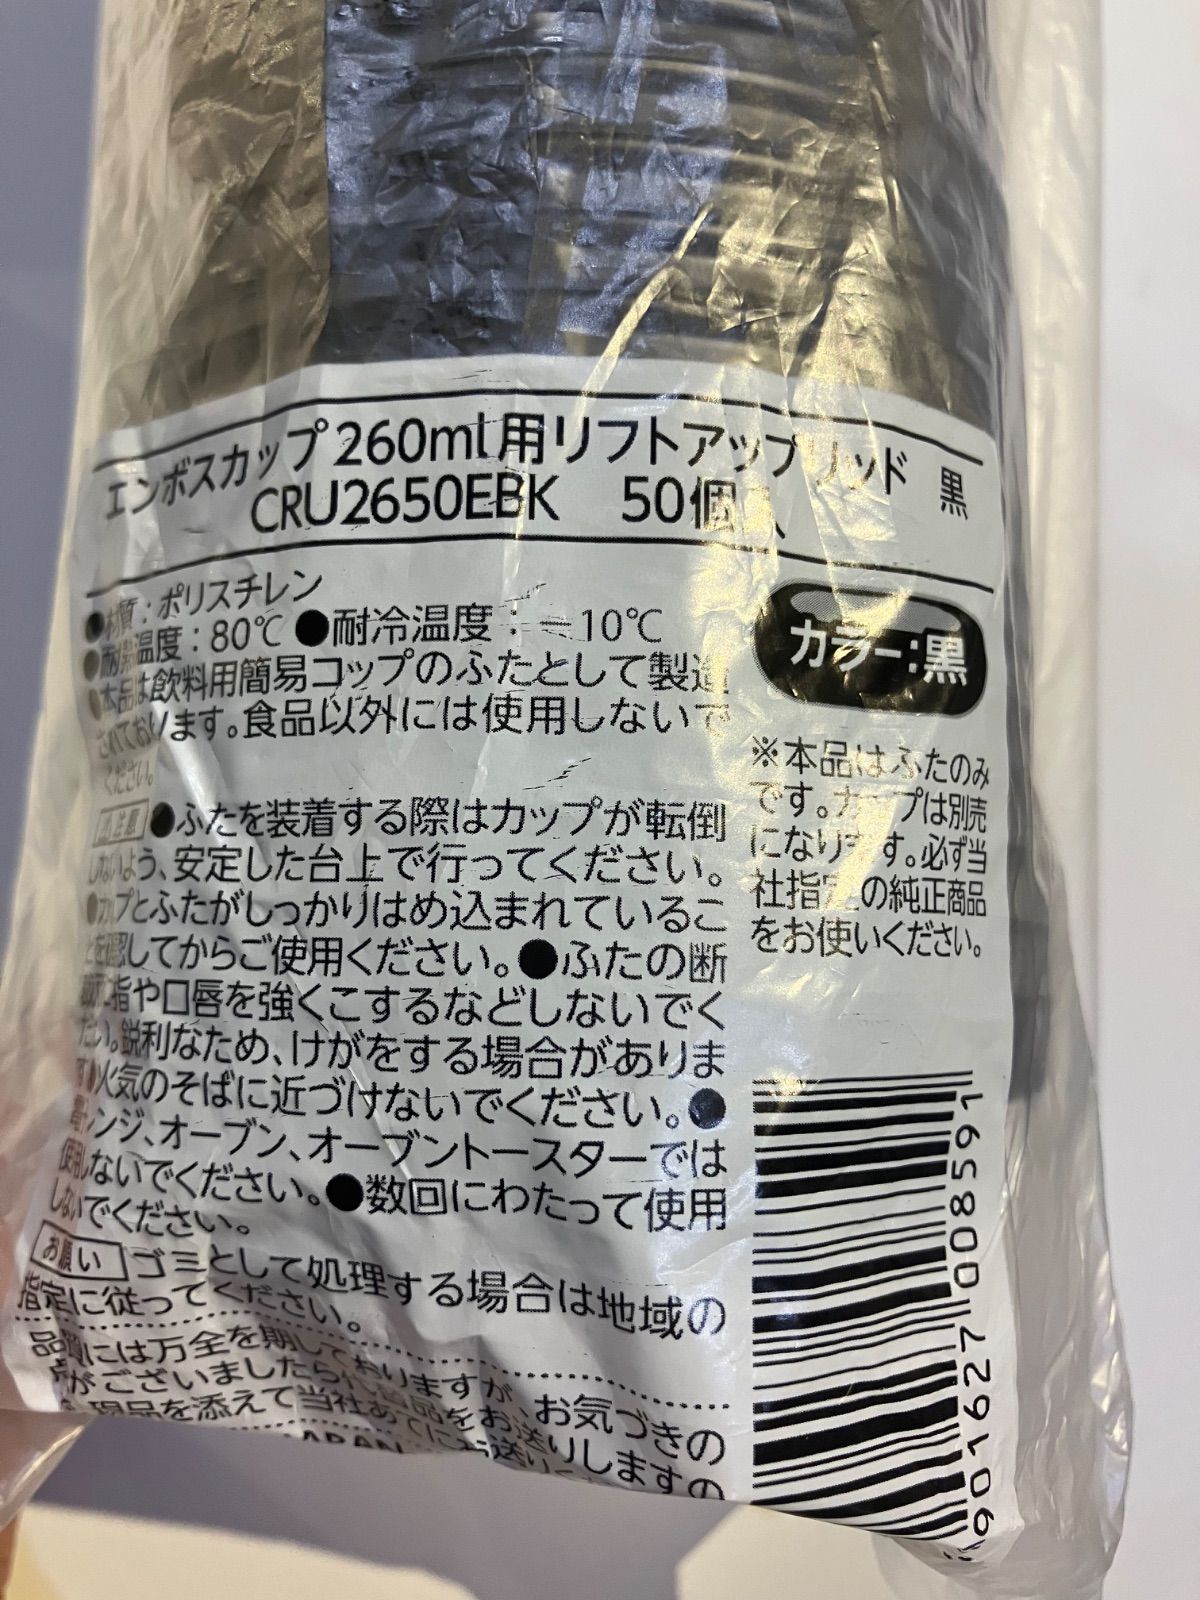 エンボスカップ260ml用リフトアップリッド 黒
CRU2650EBK 50個入
●材質:ポリスチレン
●耐熱温度:80℃ ●耐冷温度:−10℃
●本品は飲料用簡易コップのふたとして製造
されております。食品以外には使用しないで
ください。
カラー:黒
※本品はふたのみ
です。カップは別売
になります。必ず当
社指定の純正商品
をお使いください。
●ふたを装着する際はカップが転倒
しないよう、安定した台上で行ってください。
●カップとふたがしっかりはめ込まれているこ
とを確認してからご使用ください。●ふたの断
面で指や口唇を強くこするなどしないでく
ださい。鋭利なため、けがをする場合がありま
す。●火気のそばに近づけないでください。●
電子レンジ、オーブン、オーブントースターでは
使用しないでください。●数回にわたって使用
しないでください。
お願い ゴミとして処理する場合は地域の
指定に従ってください。
品質には万全を期しておりますが、お気づきの
点がございましたら、
現品を添えて当社あてにお送り
4901627008591